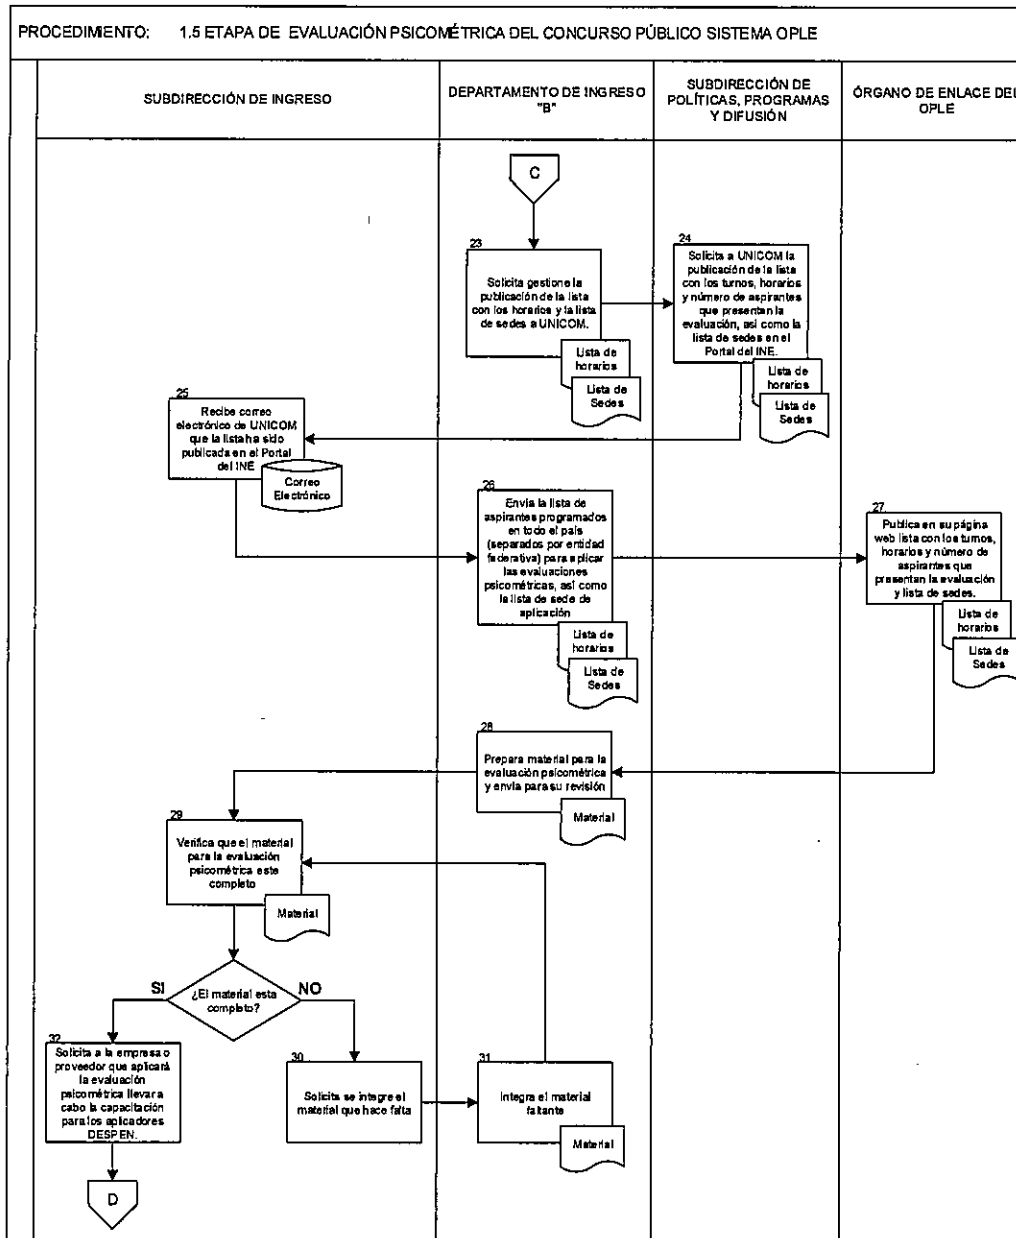 PROCEDIMIENTO: 1.5 ETAPA DE EVALUACIÓN PSICOMÉTRICA DEL CONCURSO PÚBLICO SISTEMA OPLE
SUBDIRECCIÓN DE INGRESO
DEPARTAMENTO DE INGRESO
"B"
SUBDIRECCIÓN DE
POLÍTICAS, PROGRAMAS
Y DIFUSIÓN
ÓRGANO DE ENLACE DEL
OPLE
C
23
Solicita gestione la
publicación de la lista
con los horarios y la lista
de sedes a UNICOM.
Lista de
horarios
Lista de
Sedes
24
Solicita a UNICOM la
publicación de la lista
con los turnos, horarios
y número de aspirantes
que presentan la
evaluación, así como la
lista de sedes en el
Portal del INE.
Lista de
horarios
Lista de
Sedes
25
Recibe correo
electrónico de UNICOM
que la lista ha sido
publicada en el Portal
del INE
Correo
Electrónico
26
Envía la lista de
aspirantes programados
en todo el país
(separados por entidad
federativa) para aplicar
las evaluaciones
psicométricas, así como
la lista de sede de
aplicación
Lista de
horarios
Lista de
Sedes
27
Publica en su página
web lista con los turnos,
horarios y número de
aspirantes que
presentan la evaluación
y lista de sedes.
Lista de
horarios
Lista de
Sedes
28
Prepara material para la
evaluación psicométrica
y envía para su revisión
Material
29
Verifica que el material
para la evaluación
psicométrica este
completo
Material
¿El material esta
completo?
SI
NO
30
Solicita se integre el
material que hace falta
31
Integra el material
faltante
Material
32
Solicita a la empresa o
proveedor que aplicará
la evaluación
psicométrica llevar a
cabo la capacitación
para los aplicadores
DESPEN.
D